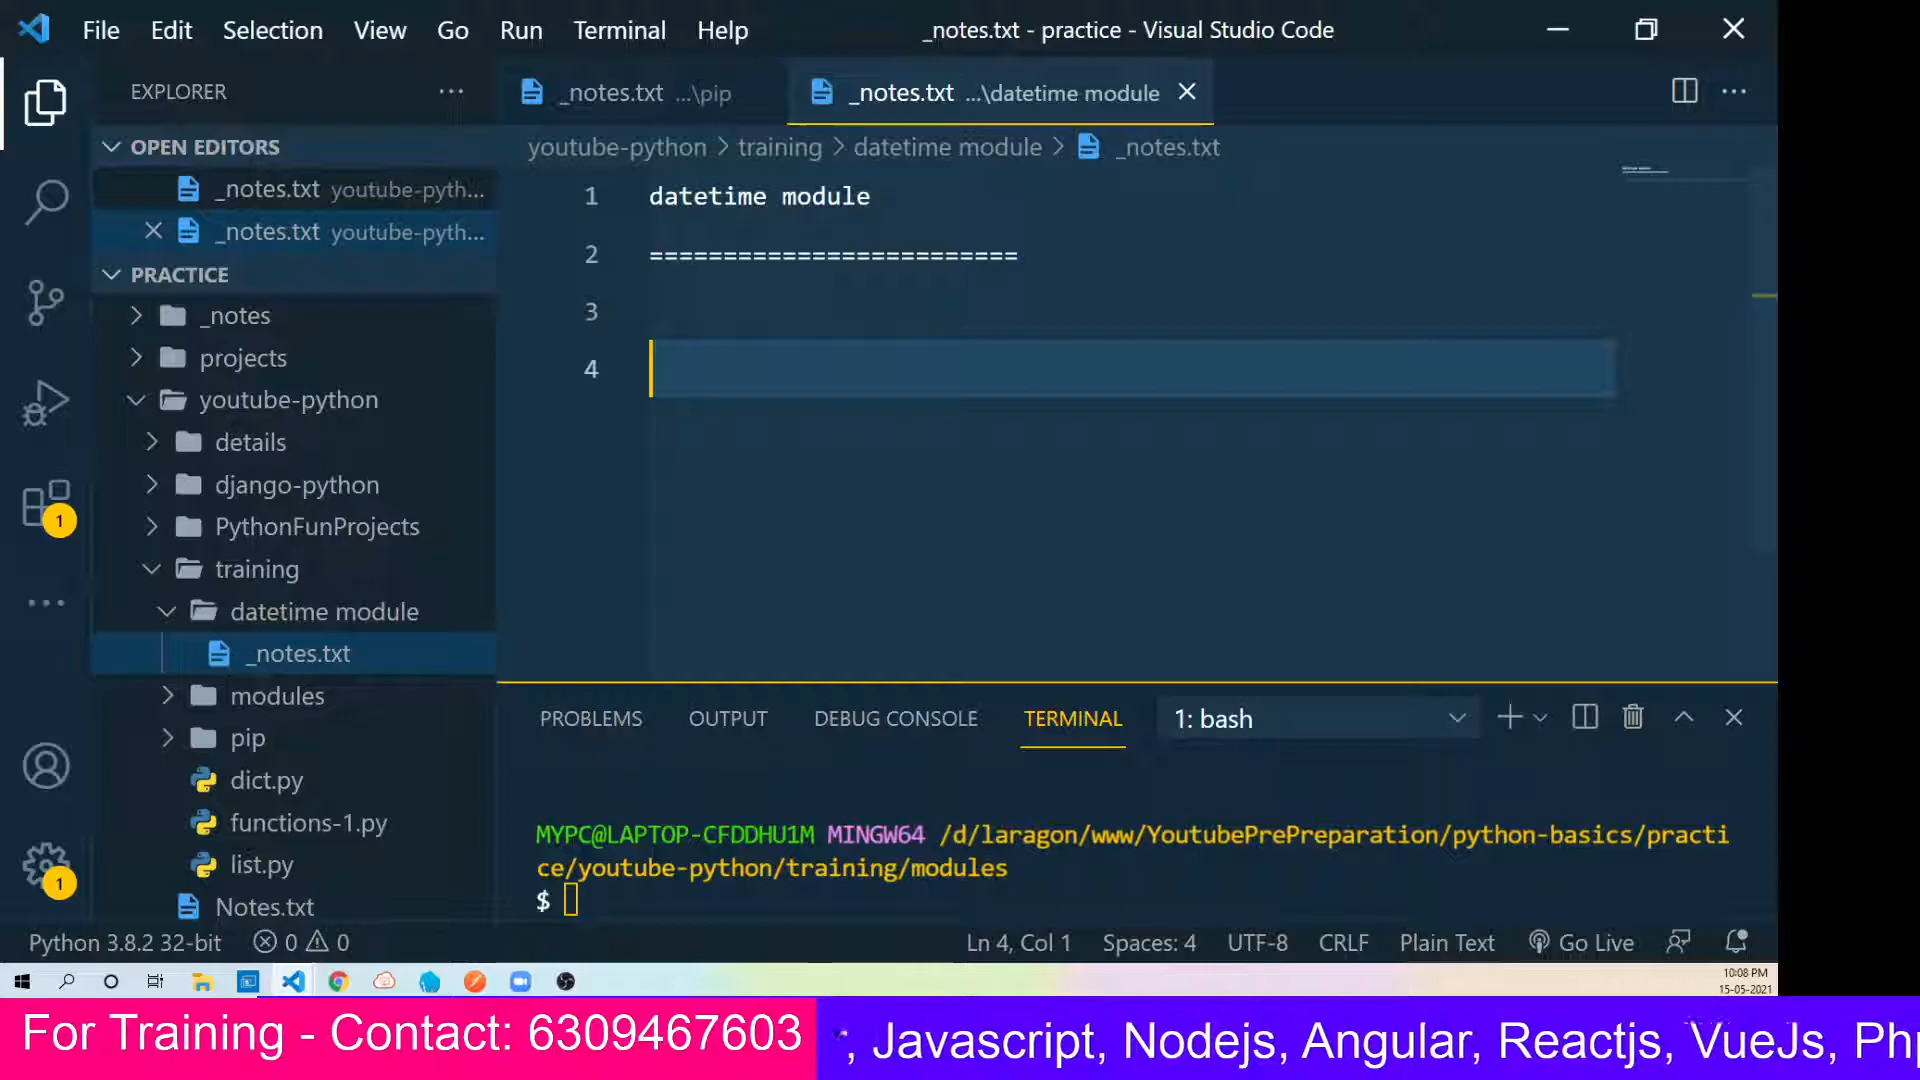 File Edit Selection View Go Run Terminal Help _notes.txt - practice - Visual Studio Code
EXPLORER ...
_notes.txt ...\pip
_notes.txt ...\datetime module
OPEN EDITORS
_notes.txt youtube-pyth...
_notes.txt youtube-pyth...
PRACTICE
_notes
projects
youtube-python
details
django-python
PythonFunProjects
training
datetime module
_notes.txt
modules
pip
dict.py
functions-1.py
list.py
Notes.txt
youtube-python > training > datetime module > _notes.txt
1 datetime module
2 =========================
3
4
PROBLEMS OUTPUT DEBUG CONSOLE TERMINAL 1: bash
MYPC@LAPTOP-CFDDHU1M MINGW64 /d/laragon/www/YoutubePrePreparation/python-basics/practi
ce/youtube-python/training/modules
$
1
1
Python 3.8.2 32-bit 0 0 Ln 4, Col 1 Spaces: 4 UTF-8 CRLF Plain Text Go Live
10:08 PM
15-05-2021
For Training - Contact: 6309467603
, Javascript, Nodejs, Angular, Reactjs, VueJs, Php